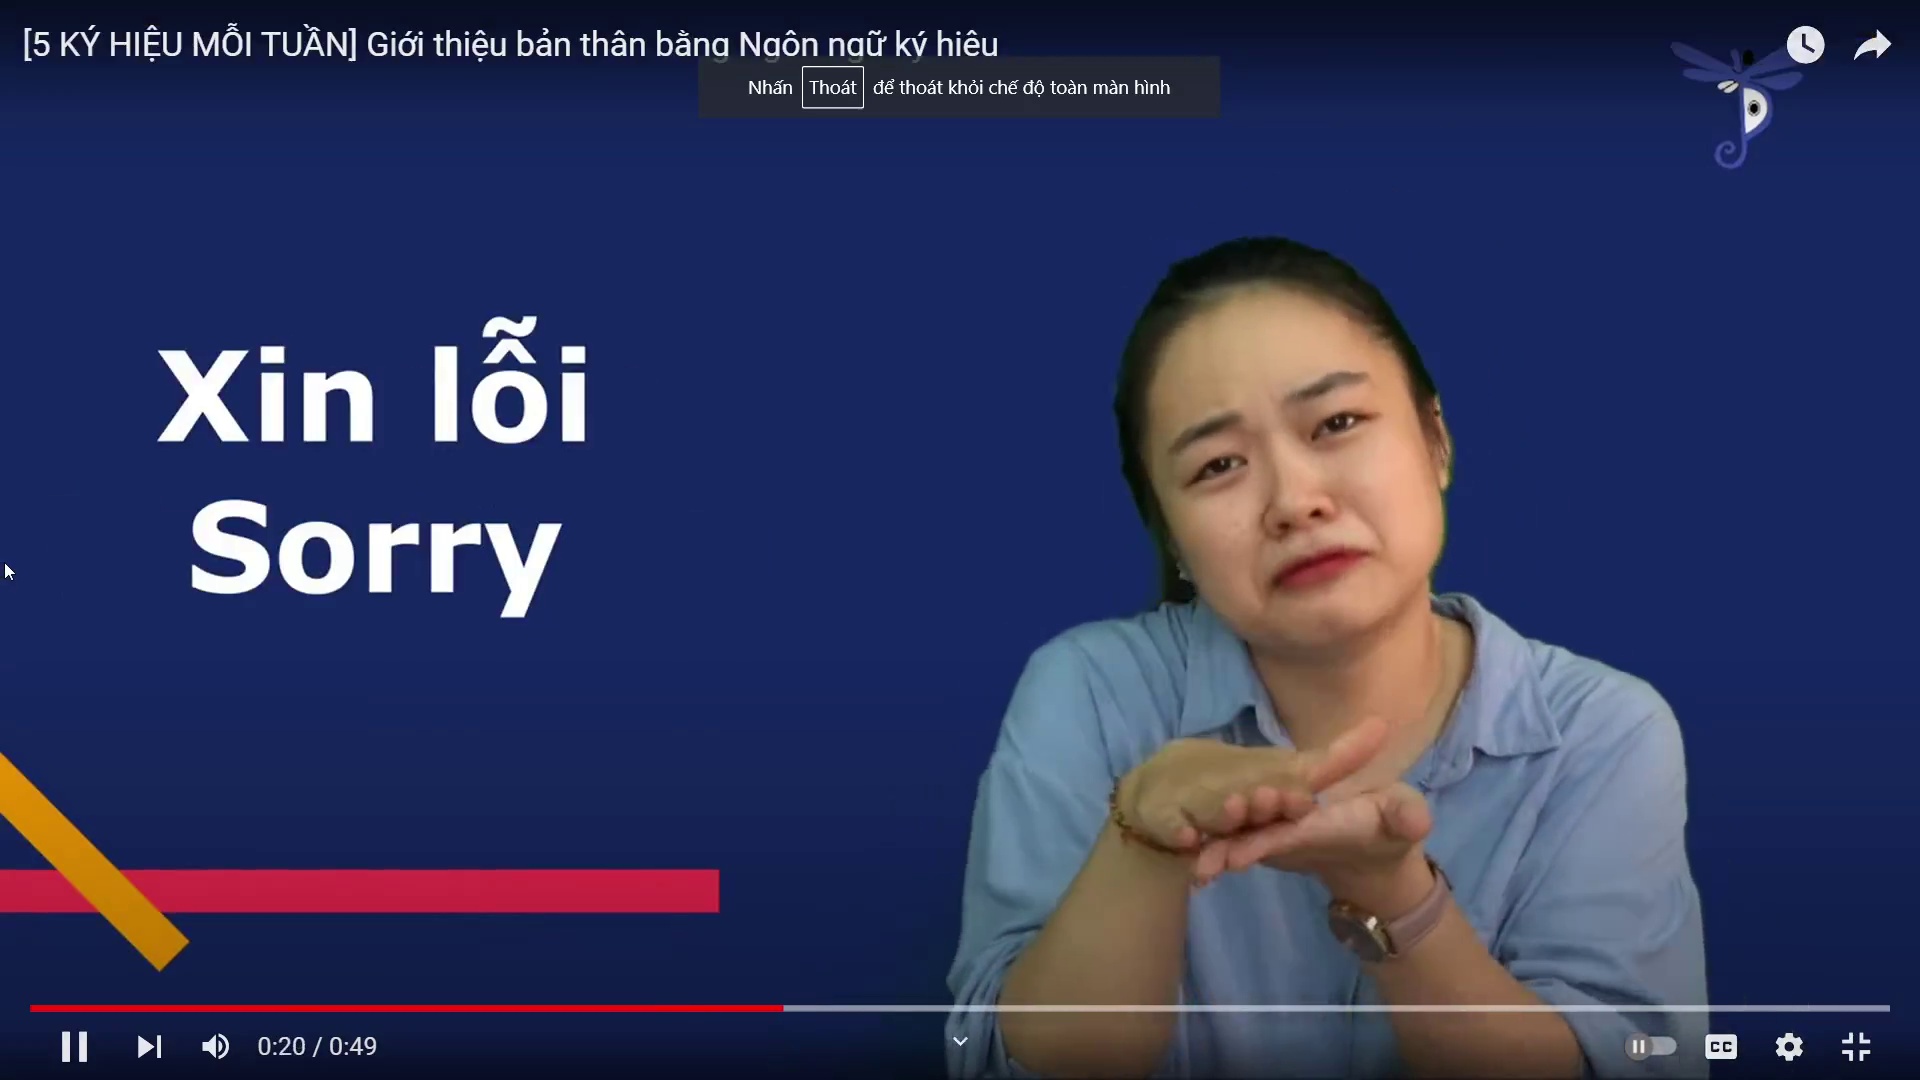 [5 KÝ HIỆU MỖI TUẦN] Giới thiệu bản thân bằng Ngôn ngữ ký hiệu
Nhấn Thoát để thoát khỏi chế độ toàn màn hình
Xin lỗi
Sorry
0:20 / 0:49
CC